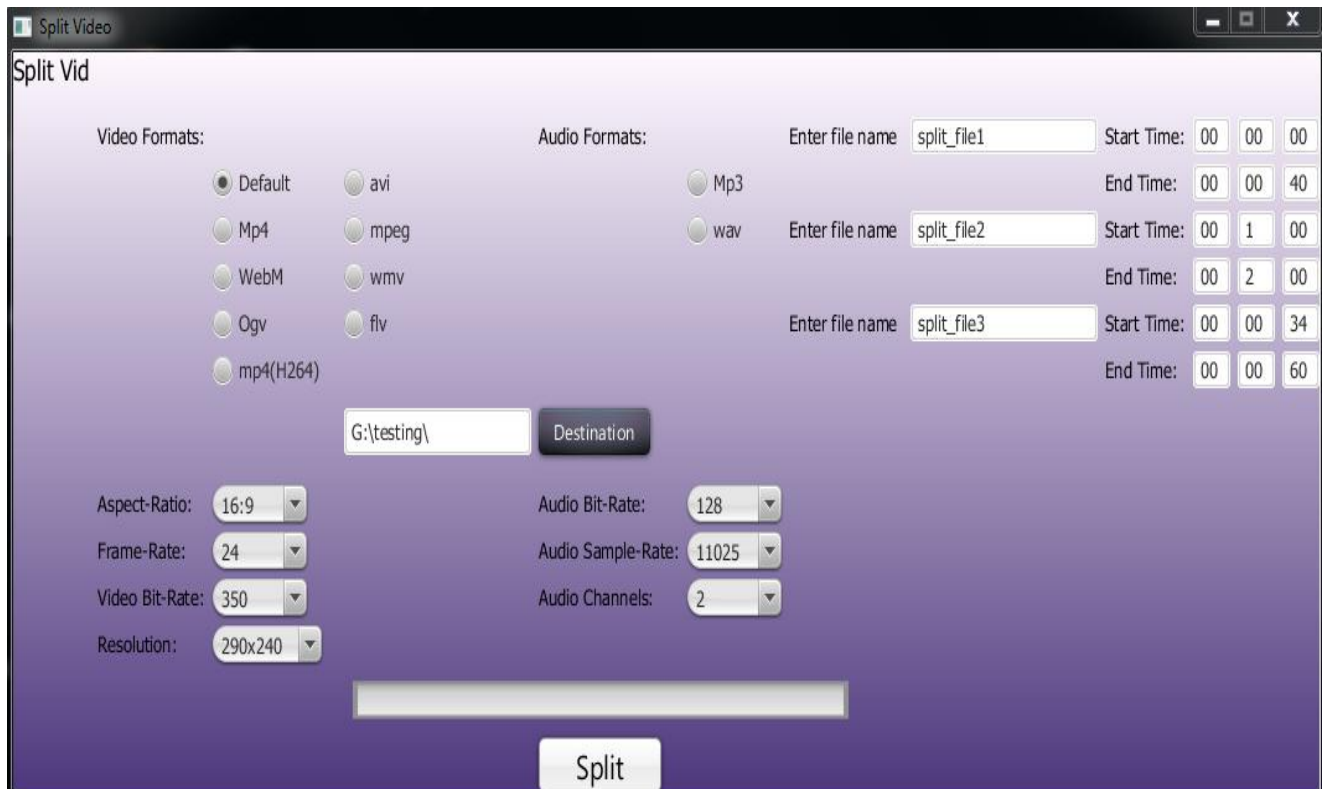 Split Video
Split Vid
Video Formats: Audio Formats: Enter file name split_file1 Start Time: 00 00 00
Default avi Mp3 End Time: 00 00 40
Mp4 mpeg wav Enter file name split_file2 Start Time: 00 1 00
WebM wmv End Time: 00 2 00
Ogv flv Enter file name split_file3 Start Time: 00 00 34
mp4(H264) End Time: 00 00 60
G:\testing\ Destination
Aspect-Ratio: 16:9 Audio Bit-Rate: 128
Frame-Rate: 24 Audio Sample-Rate: 11025
Video Bit-Rate: 350 Audio Channels: 2
Resolution: 290x240
Split